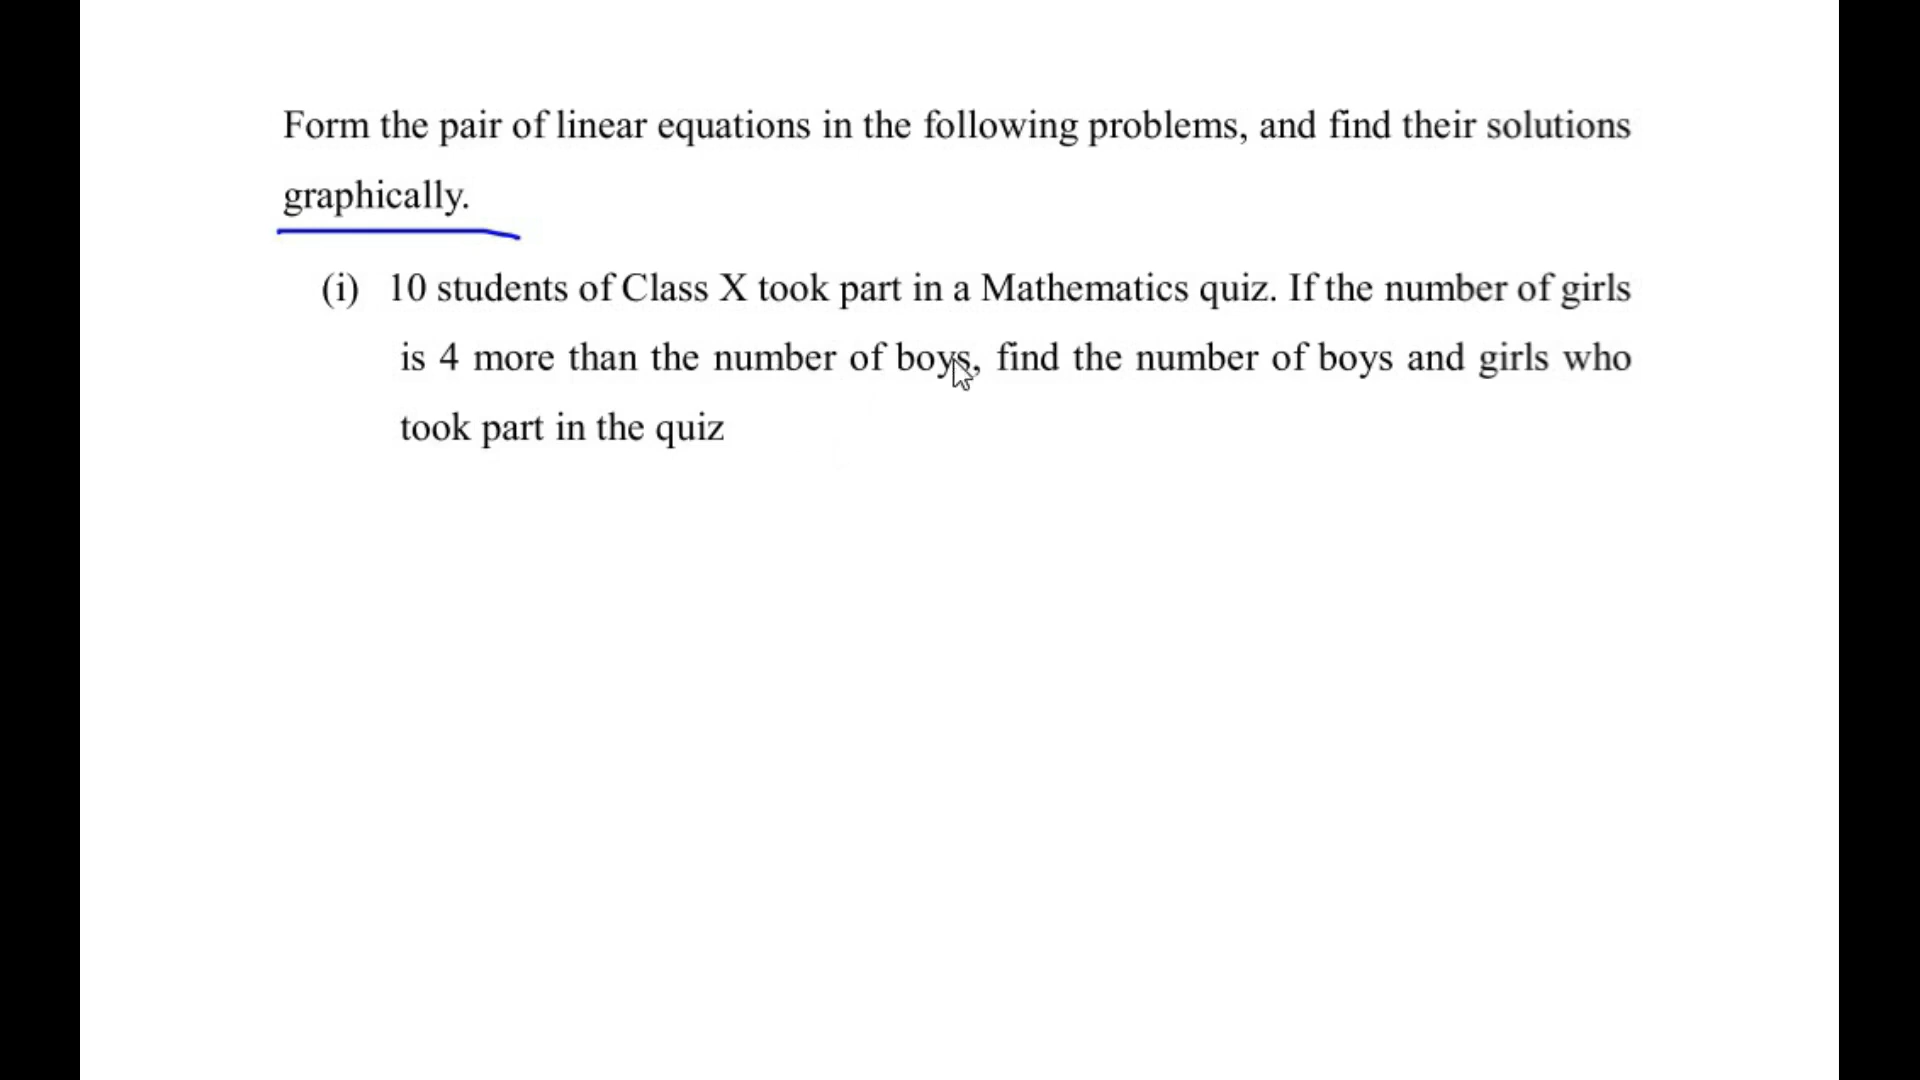 Form the pair of linear equations in the following problems, and find their solutions
graphically.
(i) 10 students of Class X took part in a Mathematics quiz. If the number of girls
is 4 more than the number of boys, find the number of boys and girls who
took part in the quiz